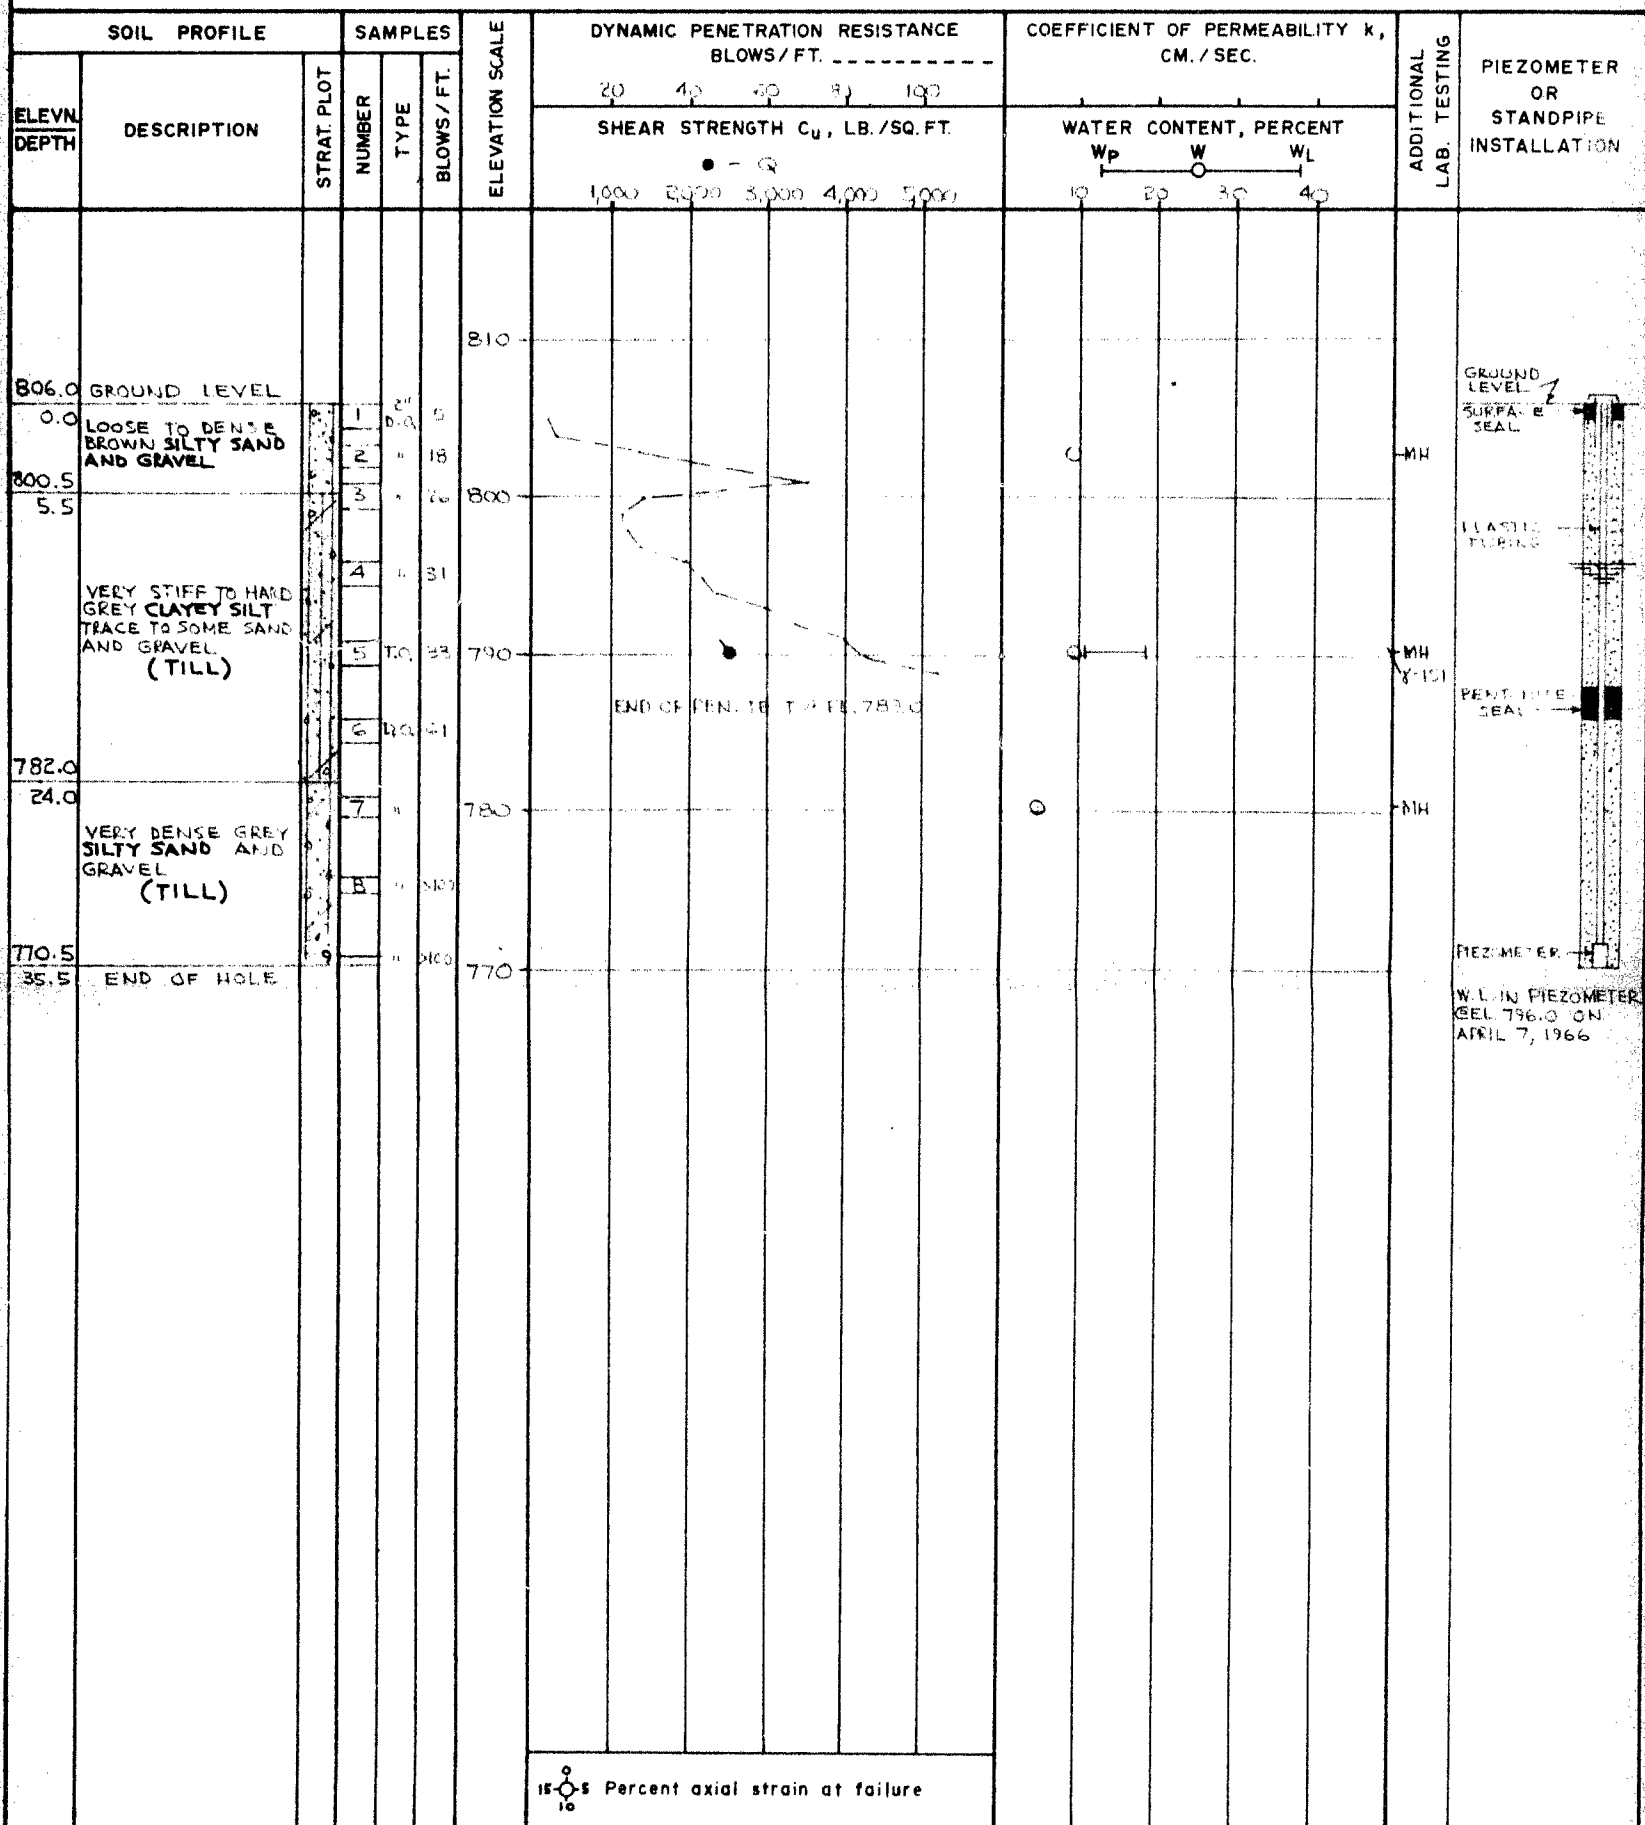 SOIL PROFILE
SAMPLES
ELEVATION SCALE
DYNAMIC PENETRATION RESISTANCE
BLOWS/FT. ----------
20 40 60 80 100
COEFFICIENT OF PERMEABILITY k,
CM./SEC.
ADDITIONAL
LAB. TESTING
PIEZOMETER
OR
STANDPIPE
INSTALLATION
ELEVN.
DEPTH
DESCRIPTION
STRAT. PLOT
NUMBER
TYPE
BLOWS/FT.
SHEAR STRENGTH Cu, LB./SQ.FT.
● - Q
1,000 2,000 3,000 4,000 5,000
WATER CONTENT, PERCENT
WP W WL
10 20 30 40
810
806.0 GROUND LEVEL
0.0
LOOSE TO DENSE
BROWN SILTY SAND
AND GRAVEL
1 2" D.O.
2 " 18
800.5
5.5
3 "
800
4 " 31
VERY STIFF TO HARD
GREY CLAYEY SILT
TRACE TO SOME SAND
AND GRAVEL
(TILL)
5 T.O. 33
790
END OF PEN.
6 D.O.
782.0
24.0
7 "
780
VERY DENSE GREY
SILTY SAND AND
GRAVEL
(TILL)
8 " >100
770.5
35.5 END OF HOLE
9 " >100
770
MH
MH
MH
GROUND
LEVEL
SURFACE
SEAL
PLASTIC
TUBING
BENTONITE
SEAL
PIEZOMETER
W.L. IN PIEZOMETER
@EL. 796.0 ON
APRIL 7, 1966
0
15 5 Percent axial strain at failure
10